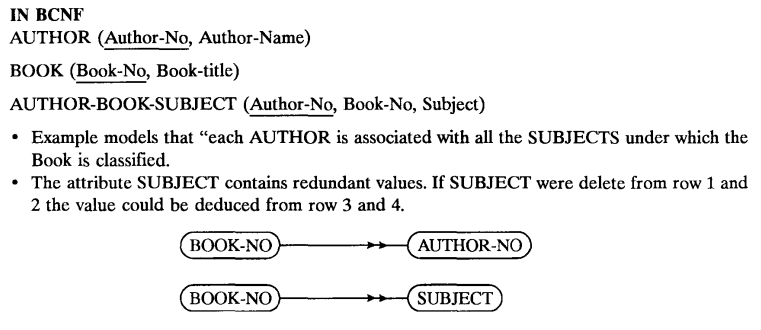 IN BCNF
AUTHOR (Author-No, Author-Name)
BOOK (Book-No, Book-title)
AUTHOR-BOOK-SUBJECT (Author-No, Book-No, Subject)
• Example models that “each AUTHOR is associated with all the SUBJECTS under which the
Book is classified.
• The attribute SUBJECT contains redundant values. If SUBJECT were delete from row 1 and
2 the value could be deduced from row 3 and 4.
BOOK-NO AUTHOR-NO
BOOK-NO SUBJECT